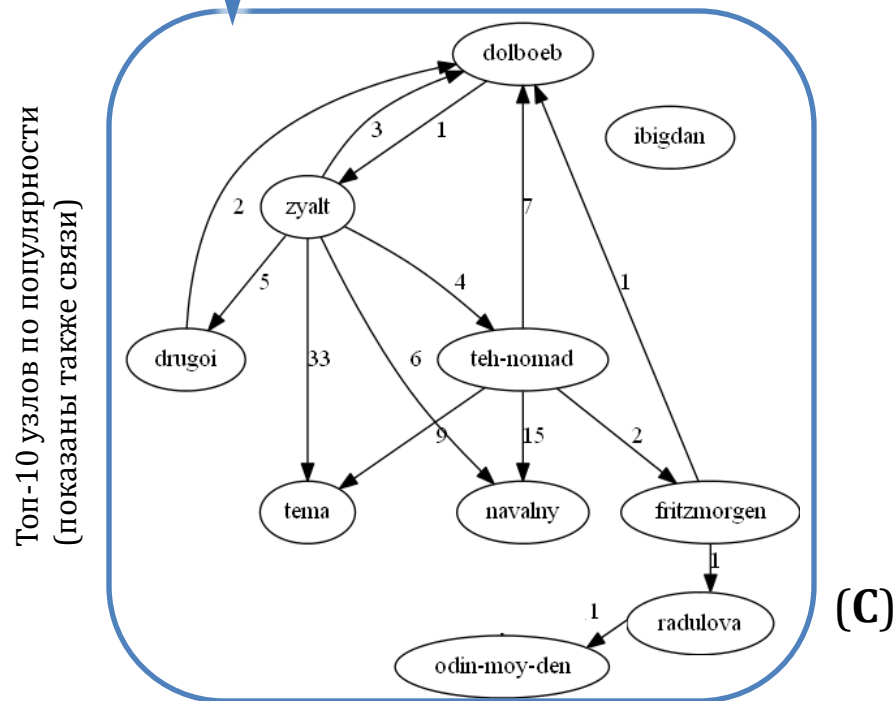 Топ-10 узлов по популярности
(показаны также связи)
dolboeb
ibigdan
3
1
zyalt
2
7
5
4
1
drugoi
33
6
teh-nomad
9
15
2
tema
navalny
fritzmorgen
1
(C)
1
radulova
odin-moy-den